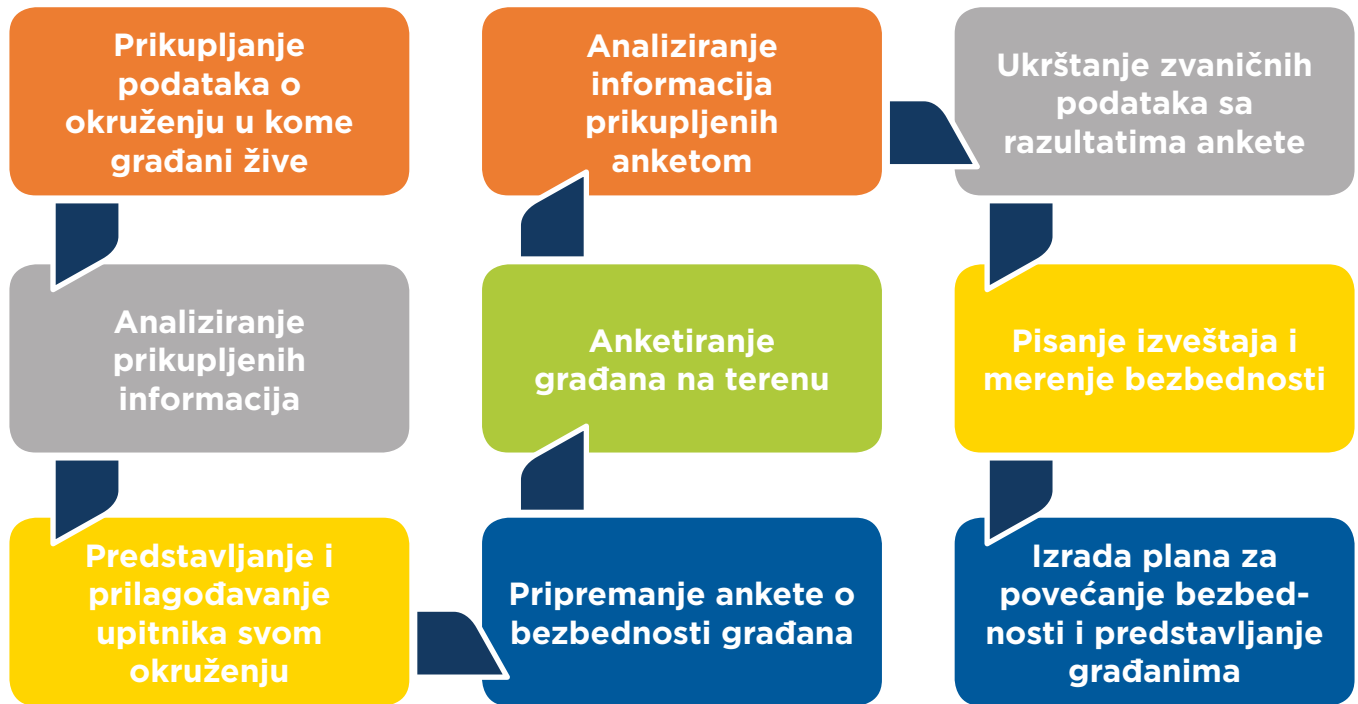 Prikupljanje
podataka o
okruženju u kome
građani žive
Analiziranje
prikupljenih
informacija
Predstavljanje i
prilagođavanje
upitnika svom
okruženju
Pripremanje ankete o
bezbednosti građana
Anketiranje
građana na terenu
Analiziranje
informacija
prikupljenih
anketom
Ukrštanje zvaničnih
podataka sa
razultatima ankete
Pisanje izveštaja i
merenje bezbednosti
Izrada plana za
povećanje bezbed-
nosti i predstavljanje
građanima